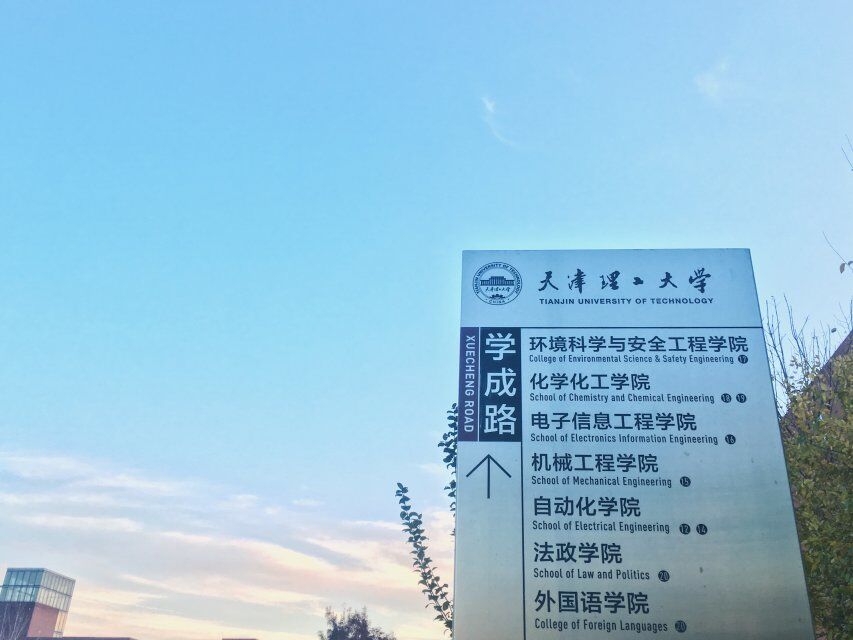 天津理工大学
TIANJIN UNIVERSITY OF TECHNOLOGY
学成路
XUECHENG ROAD
环境科学与安全工程学院
College of Environmental Science & Safety Engineering 17
化学化工学院
School of Chemistry and Chemical Engineering 18 19
电子信息工程学院
School of Electronics Information Engineering 16
机械工程学院
School of Mechanical Engineering 15
自动化学院
School of Electrical Engineering 12 14
法政学院
School of Law and Politics 20
外国语学院
College of Foreign Languages 20